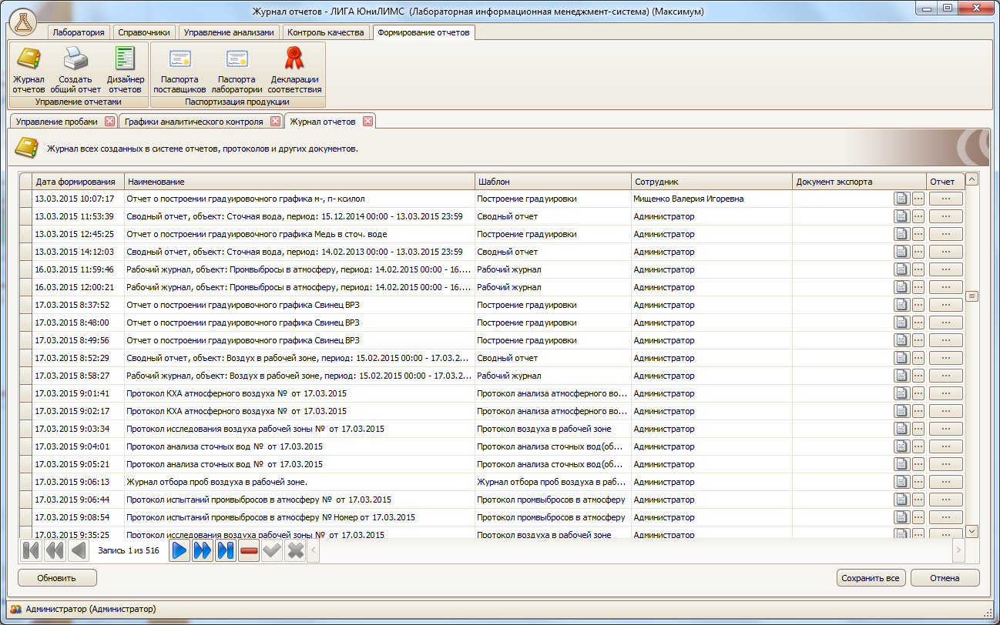 Журнал отчетов - ЛИГА ЮниЛИМС (Лабораторная информационная менеджмент-система) (Максимум)
Лаборатория Справочники Управление анализами Контроль качества Формирование отчетов
Журнал отчетов Создать общий отчет Дизайнер отчетов Паспорта поставщиков Паспорта лаборатории Декларации соответствия
Управление отчетами Паспортизация продукции
Управление пробами Графики аналитического контроля Журнал отчетов
Журнал всех созданных в системе отчетов, протоколов и других документов.
Дата формирования Наименование Шаблон Сотрудник Документ экспорта Отчет
13.03.2015 10:07:17 Отчет о построении градуировочного графика м-, п- ксилол Построение градуировки Мищенко Валерия Игоревна
13.03.2015 11:53:39 Сводный отчет, объект: Сточная вода, период: 15.12.2014 00:00 - 13.03.2015 23:59 Сводный отчет Администратор
13.03.2015 12:45:25 Отчет о построении градуировочного графика Медь в сточ. воде Построение градуировки Администратор
13.03.2015 14:12:03 Сводный отчет, объект: Сточная вода, период: 14.02.2013 00:00 - 13.03.2015 23:59 Сводный отчет Администратор
16.03.2015 11:59:46 Рабочий журнал, объект: Промвыбросы в атмосферу, период: 14.02.2015 00:00 - 16.... Рабочий журнал Администратор
16.03.2015 12:00:21 Рабочий журнал, объект: Промвыбросы в атмосферу, период: 14.02.2015 00:00 - 16.... Рабочий журнал Администратор
17.03.2015 8:37:52 Отчет о построении градуировочного графика Свинец ВРЗ Построение градуировки Администратор
17.03.2015 8:48:00 Отчет о построении градуировочного графика Свинец ВРЗ Построение градуировки Администратор
17.03.2015 8:49:56 Отчет о построении градуировочного графика Свинец ВРЗ Построение градуировки Администратор
17.03.2015 8:52:29 Сводный отчет, объект: Воздух в рабочей зоне, период: 15.02.2015 00:00 - 17.03.2... Сводный отчет Администратор
17.03.2015 8:58:27 Рабочий журнал, объект: Воздух в рабочей зоне, период: 15.02.2015 00:00 - 17.03.2... Рабочий журнал Администратор
17.03.2015 9:01:41 Протокол КХА атмосферного воздуха № от 17.03.2015 Протокол анализа атмосферного во... Администратор
17.03.2015 9:02:17 Протокол КХА атмосферного воздуха № от 17.03.2015 Протокол анализа атмосферного во... Администратор
17.03.2015 9:03:34 Протокол исследования воздуха рабочей зоны № от 17.03.2015 Протокол воздуха в рабочей зоне Администратор
17.03.2015 9:04:01 Протокол анализа сточных вод № от 17.03.2015 Протокол анализа сточных вод(об... Администратор
17.03.2015 9:05:21 Протокол анализа сточных вод № от 17.03.2015 Протокол анализа сточных вод(об... Администратор
17.03.2015 9:06:13 Журнал отбора проб воздуха в рабочей зоне. Журнал отбора проб воздуха в раб... Администратор
17.03.2015 9:06:44 Протокол испытаний промвыбросов в атмосферу № от 17.03.2015 Протокол промвыбросов в атмосферу Администратор
17.03.2015 9:08:54 Протокол испытаний промвыбросов в атмосферу № Номер от 17.03.2015 Протокол промвыбросов в атмосферу Администратор
17.03.2015 9:35:25 Протокол исследования воздуха рабочей зоны № от 17.03.2015 Протокол воздуха в рабочей зоне Администратор
Запись 1 из 516
Обновить Сохранить все Отмена
Администратор (Администратор)